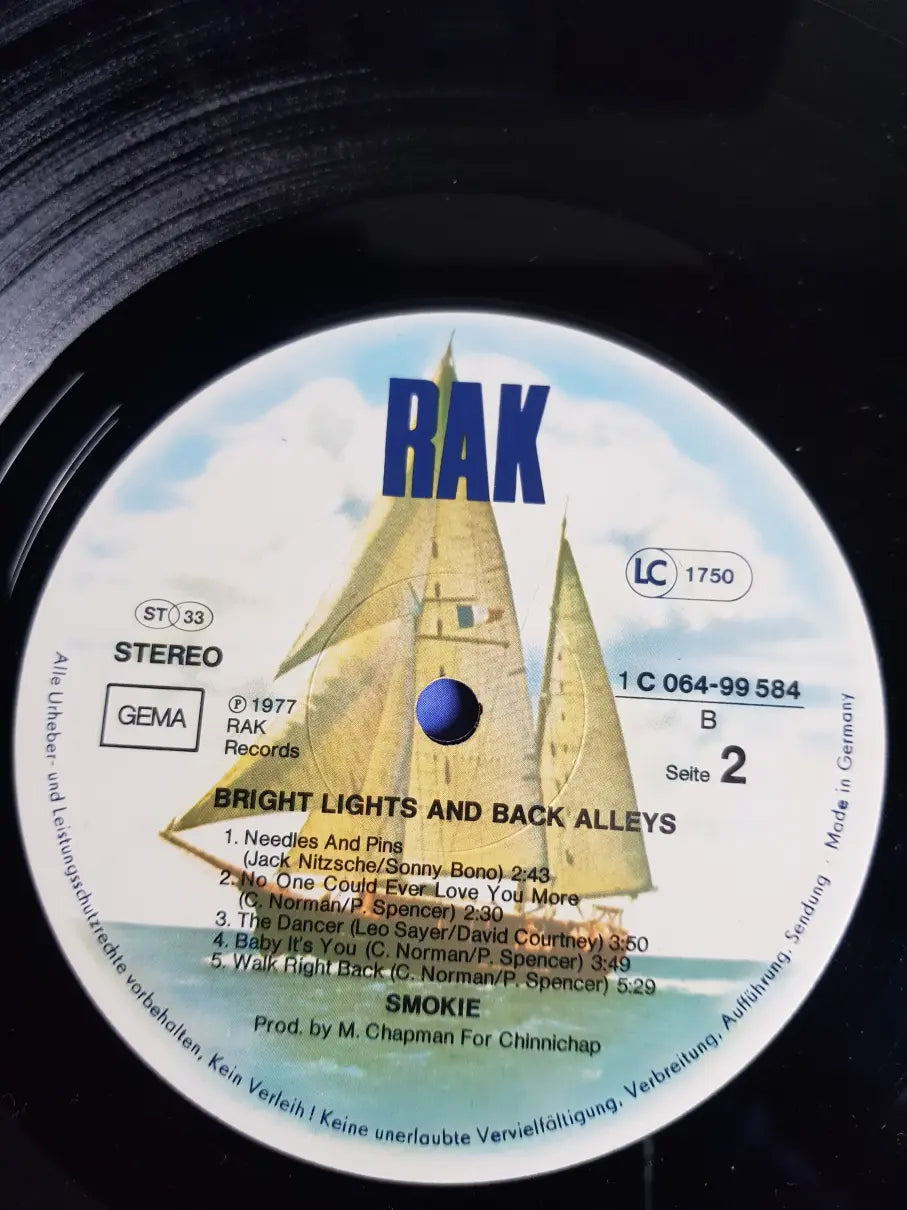 RAK
LC 1750
ST 33
STEREO
GEMA
℗ 1977
RAK
Records
1 C 064-99 584
B
Seite 2
BRIGHT LIGHTS AND BACK ALLEYS
1. Needles And Pins
(Jack Nitzsche/Sonny Bono) 2:43
2. No One Could Ever Love You More
(C. Norman/P. Spencer) 2:30
3. The Dancer (Leo Sayer/David Courtney) 3:50
4. Baby It's You (C. Norman/P. Spencer) 3:49
5. Walk Right Back (C. Norman/P. Spencer) 5:29
SMOKIE
Prod. by M. Chapman For Chinnichap
Alle Urheber- und Leistungsschutzrechte vorbehalten, Kein Verleih! Keine unerlaubte Vervielfältigung, Verbreitung, Aufführung, Sendung · Made in Germany